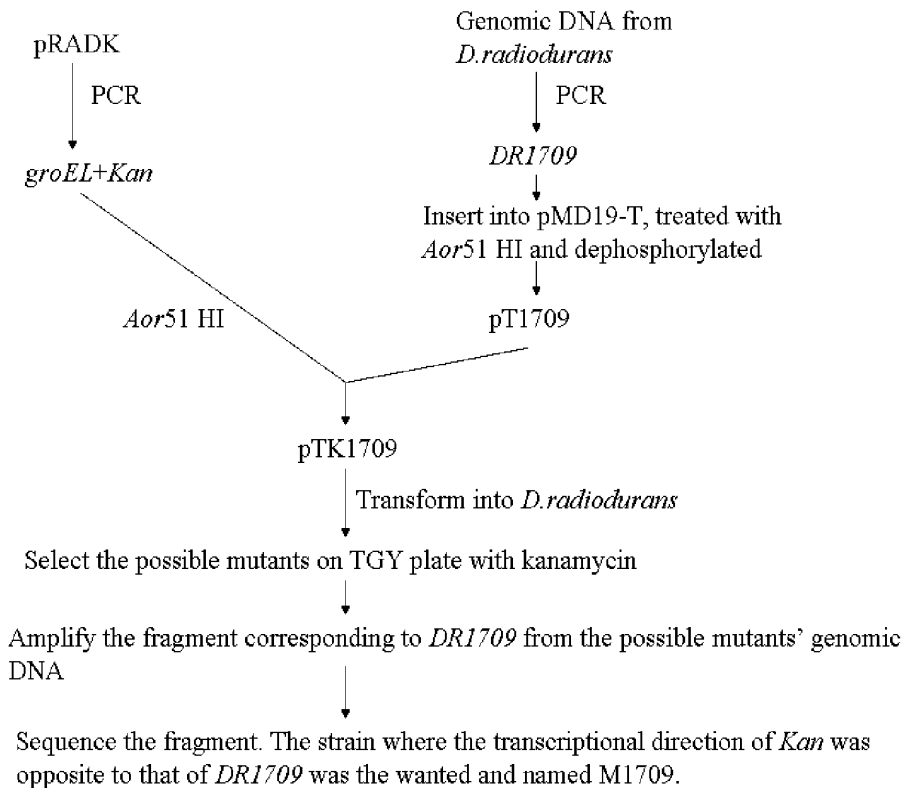 pRADK
PCR
groEL+Kan
Genomic DNA from
D.radiodurans
PCR
DR1709
Insert into pMD19-T, treated with
Aor51 HI and dephosphorylated
pT1709
Aor51 HI
pTK1709
Transform into D.radiodurans
Select the possible mutants on TGY plate with kanamycin
Amplify the fragment corresponding to DR1709 from the possible mutants’ genomic
DNA
Sequence the fragment. The strain where the transcriptional direction of Kan was
opposite to that of DR1709 was the wanted and named M1709.